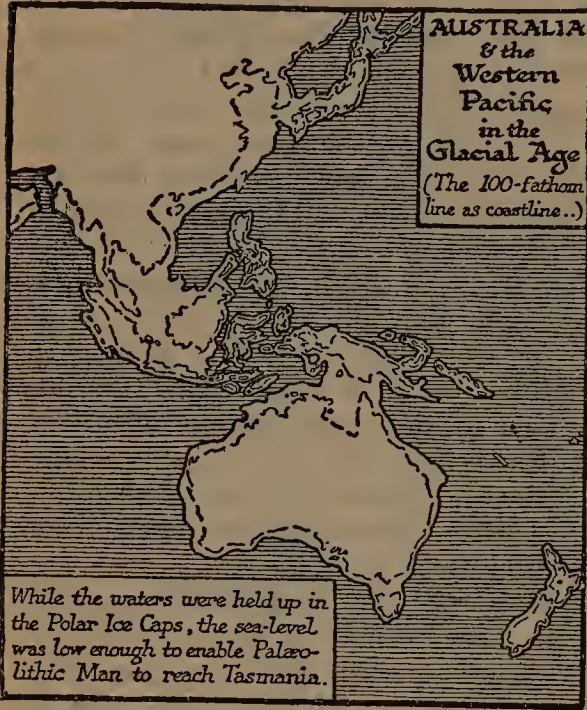 AUSTRALIA
& the
Western
Pacific
in the
Glacial Age
(The 100-fathom
line as coastline..)
While the waters were held up in
the Polar Ice Caps, the sea-level
was low enough to enable Palæo-
lithic Man to reach Tasmania.